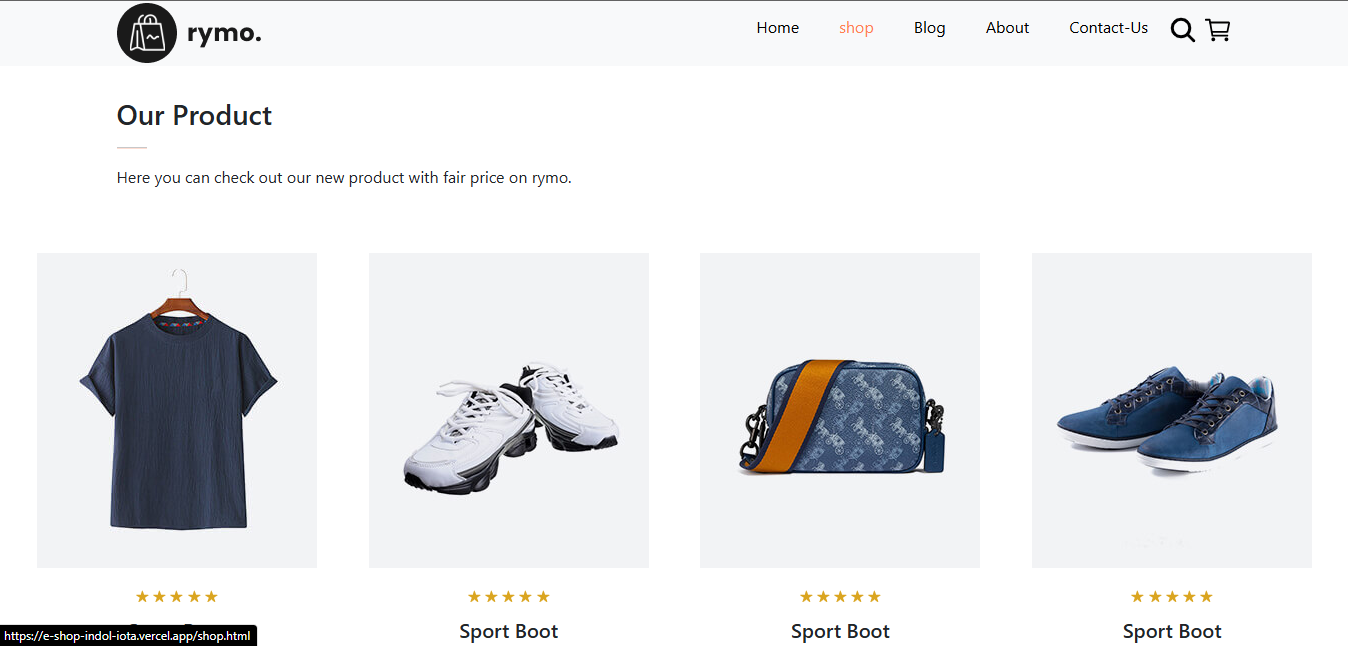 rymo.
Home shop Blog About Contact-Us
Our Product
Here you can check out our new product with fair price on rymo.
★★★★★ ★★★★★ ★★★★★ ★★★★★
Sport Boot Sport Boot Sport Boot
https://e-shop-indol-iota.vercel.app/shop.html